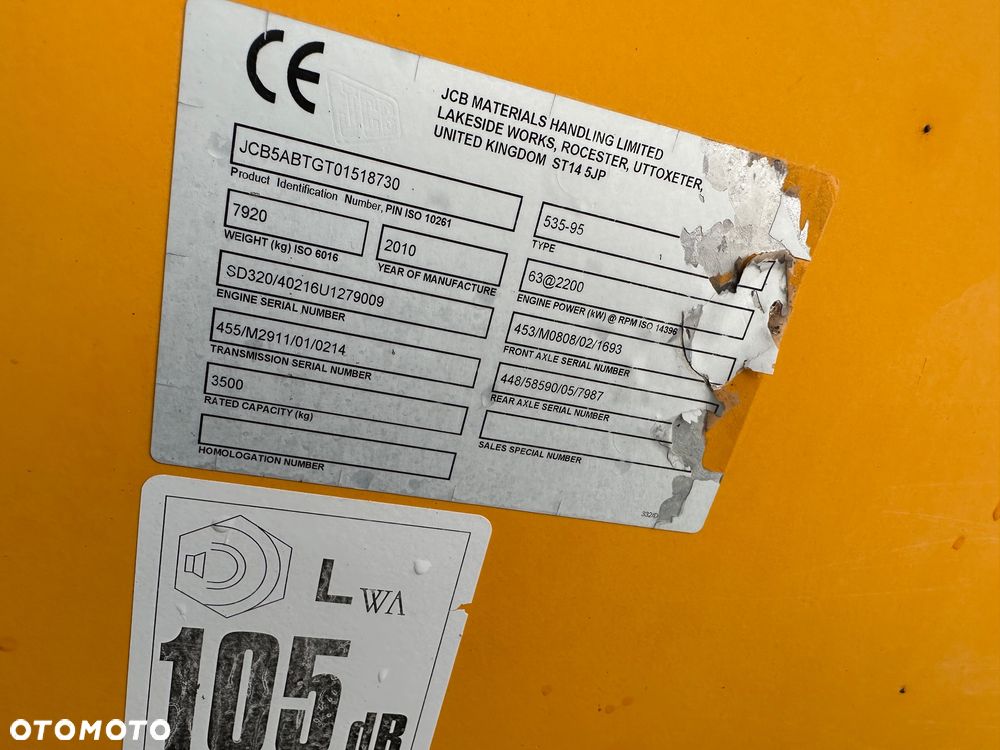 CE
JCB
JCB MATERIALS HANDLING LIMITED
LAKESIDE WORKS, ROCESTER, UTTOXETER,
UNITED KINGDOM ST14 5JP
JCB5ABTGT01518730
Product Identification Number, PIN ISO 10261
7920
WEIGHT (kg) ISO 6016
2010
YEAR OF MANUFACTURE
SD320/40216U1279009
ENGINE SERIAL NUMBER
455/M2911/01/0214
TRANSMISSION SERIAL NUMBER
3500
RATED CAPACITY (kg)
HOMOLOGATION NUMBER
535-95
TYPE
63@2200
ENGINE POWER (kW) @ RPM ISO 14396
453/M0808/02/1693
FRONT AXLE SERIAL NUMBER
448/58590/05/7987
REAR AXLE SERIAL NUMBER
SALES SPECIAL NUMBER
332/D
LWA
105 dB
OTOMOTO